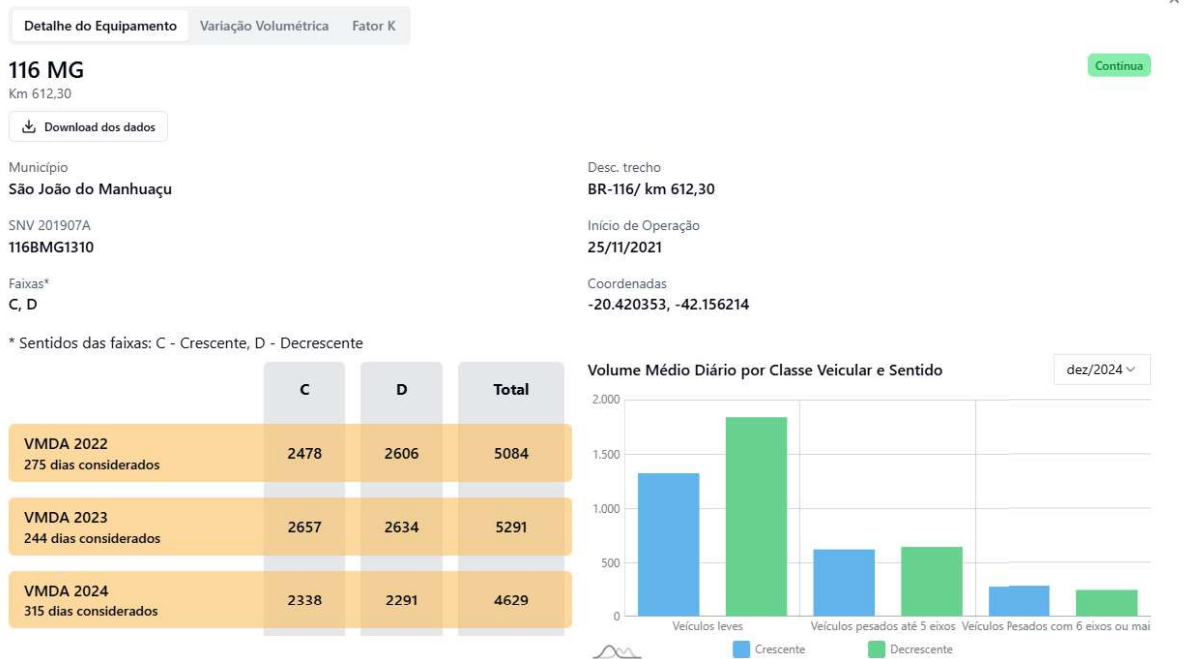 Detalhe do Equipamento Variação Volumétrica Fator K
116 MG
Contínua
Km 612,30
Download dos dados
Município
São João do Manhuaçu
Desc. trecho
BR-116/ km 612,30
SNV 201907A
116BMG1310
Início de Operação
25/11/2021
Faixas*
C, D
Coordenadas
-20.420353, -42.156214
* Sentidos das faixas: C - Crescente, D - Decrescente
C D Total
VMDA 2022
275 dias considerados
2478 2606 5084
VMDA 2023
244 dias considerados
2657 2634 5291
VMDA 2024
315 dias considerados
2338 2291 4629
Volume Médio Diário por Classe Veicular e Sentido
dez/2024
2.000
1.500
1.000
500
0
Veículos leves Veículos pesados até 5 eixos Veículos Pesados com 6 eixos ou mai
Crescente Decrescente